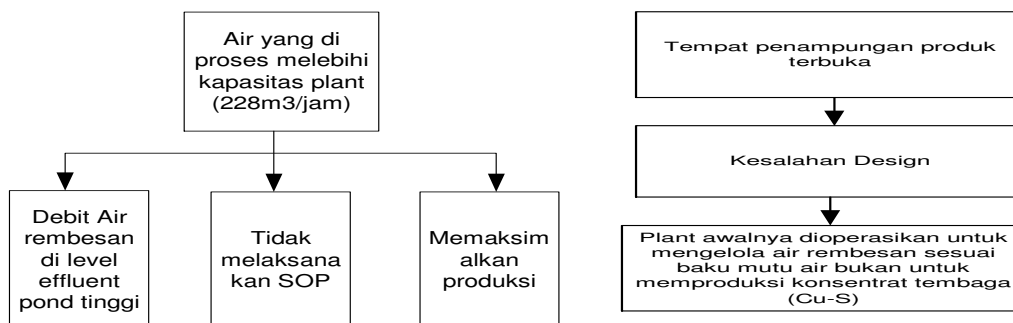 Air yang di
proses melebihi
kapasitas plant
(228m3/jam)
Debit Air
rembesan
di level
effluent
pond tinggi
Tidak
melaksana
kan SOP
Memaksim
alkan
produksi
Tempat penampungan produk
terbuka
Kesalahan Design
Plant awalnya dioperasikan untuk
mengelola air rembesan sesuai
baku mutu air bukan untuk
memproduksi konsentrat tembaga
(Cu-S)